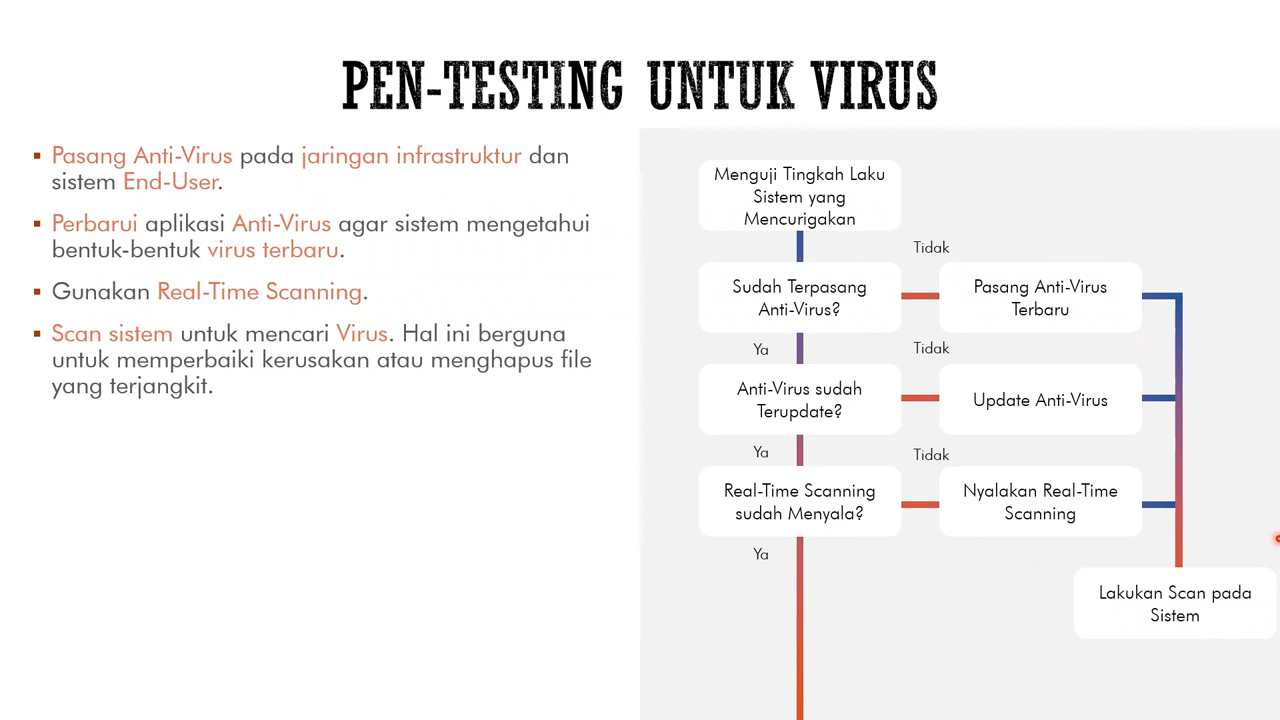 PEN-TESTING UNTUK VIRUS
▪ Pasang Anti-Virus pada jaringan infrastruktur dan
sistem End-User.
▪ Perbarui aplikasi Anti-Virus agar sistem mengetahui
bentuk-bentuk virus terbaru.
▪ Gunakan Real-Time Scanning.
▪ Scan sistem untuk mencari Virus. Hal ini berguna
untuk memperbaiki kerusakan atau menghapus file
yang terjangkit.
Menguji Tingkah Laku
Sistem yang
Mencurigakan
Tidak
Sudah Terpasang
Anti-Virus?
Pasang Anti-Virus
Terbaru
Ya
Tidak
Anti-Virus sudah
Terupdate?
Update Anti-Virus
Ya
Tidak
Real-Time Scanning
sudah Menyala?
Nyalakan Real-Time
Scanning
Ya
Lakukan Scan pada
Sistem